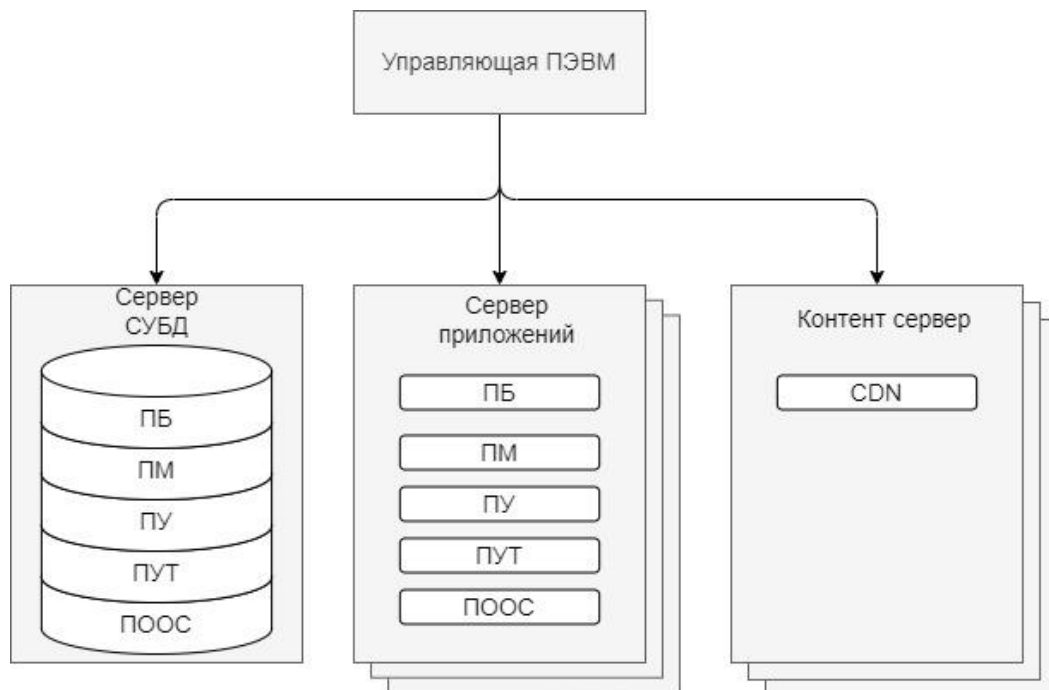 Управляющая ПЭВМ
Сервер
СУБД
ПБ
ПМ
ПУ
ПУТ
ПООС
Сервер
приложений
ПБ
ПМ
ПУ
ПУТ
ПООС
Контент сервер
CDN